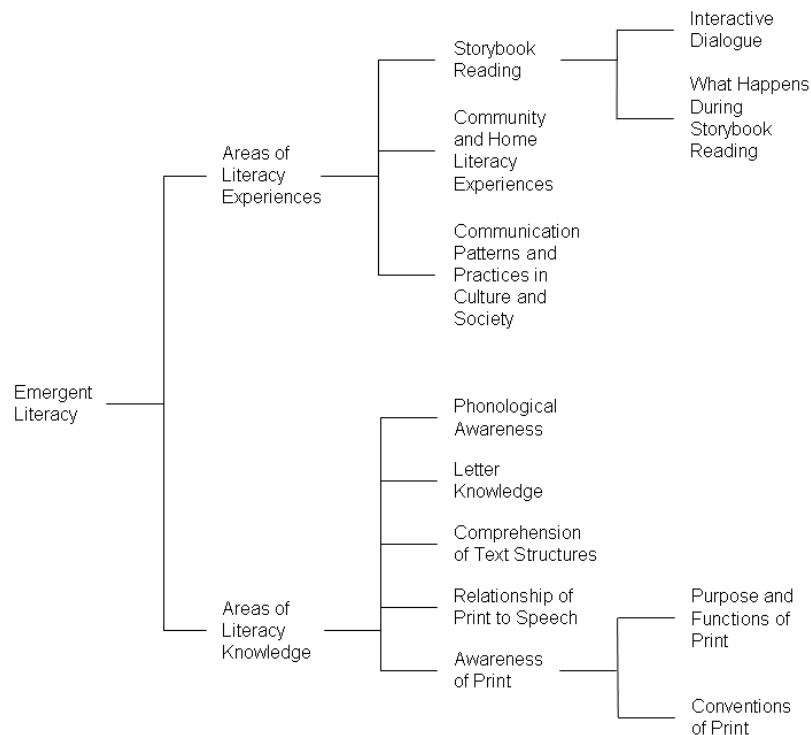 Emergent
Literacy
Areas of
Literacy
Experiences
Storybook
Reading
Interactive
Dialogue
What Happens
During
Storybook
Reading
Community
and Home
Literacy
Experiences
Communication
Patterns and
Practices in
Culture and
Society
Areas of
Literacy
Knowledge
Phonological
Awareness
Letter
Knowledge
Comprehension
of Text Structures
Relationship of
Print to Speech
Awareness
of Print
Purpose and
Functions of
Print
Conventions
of Print